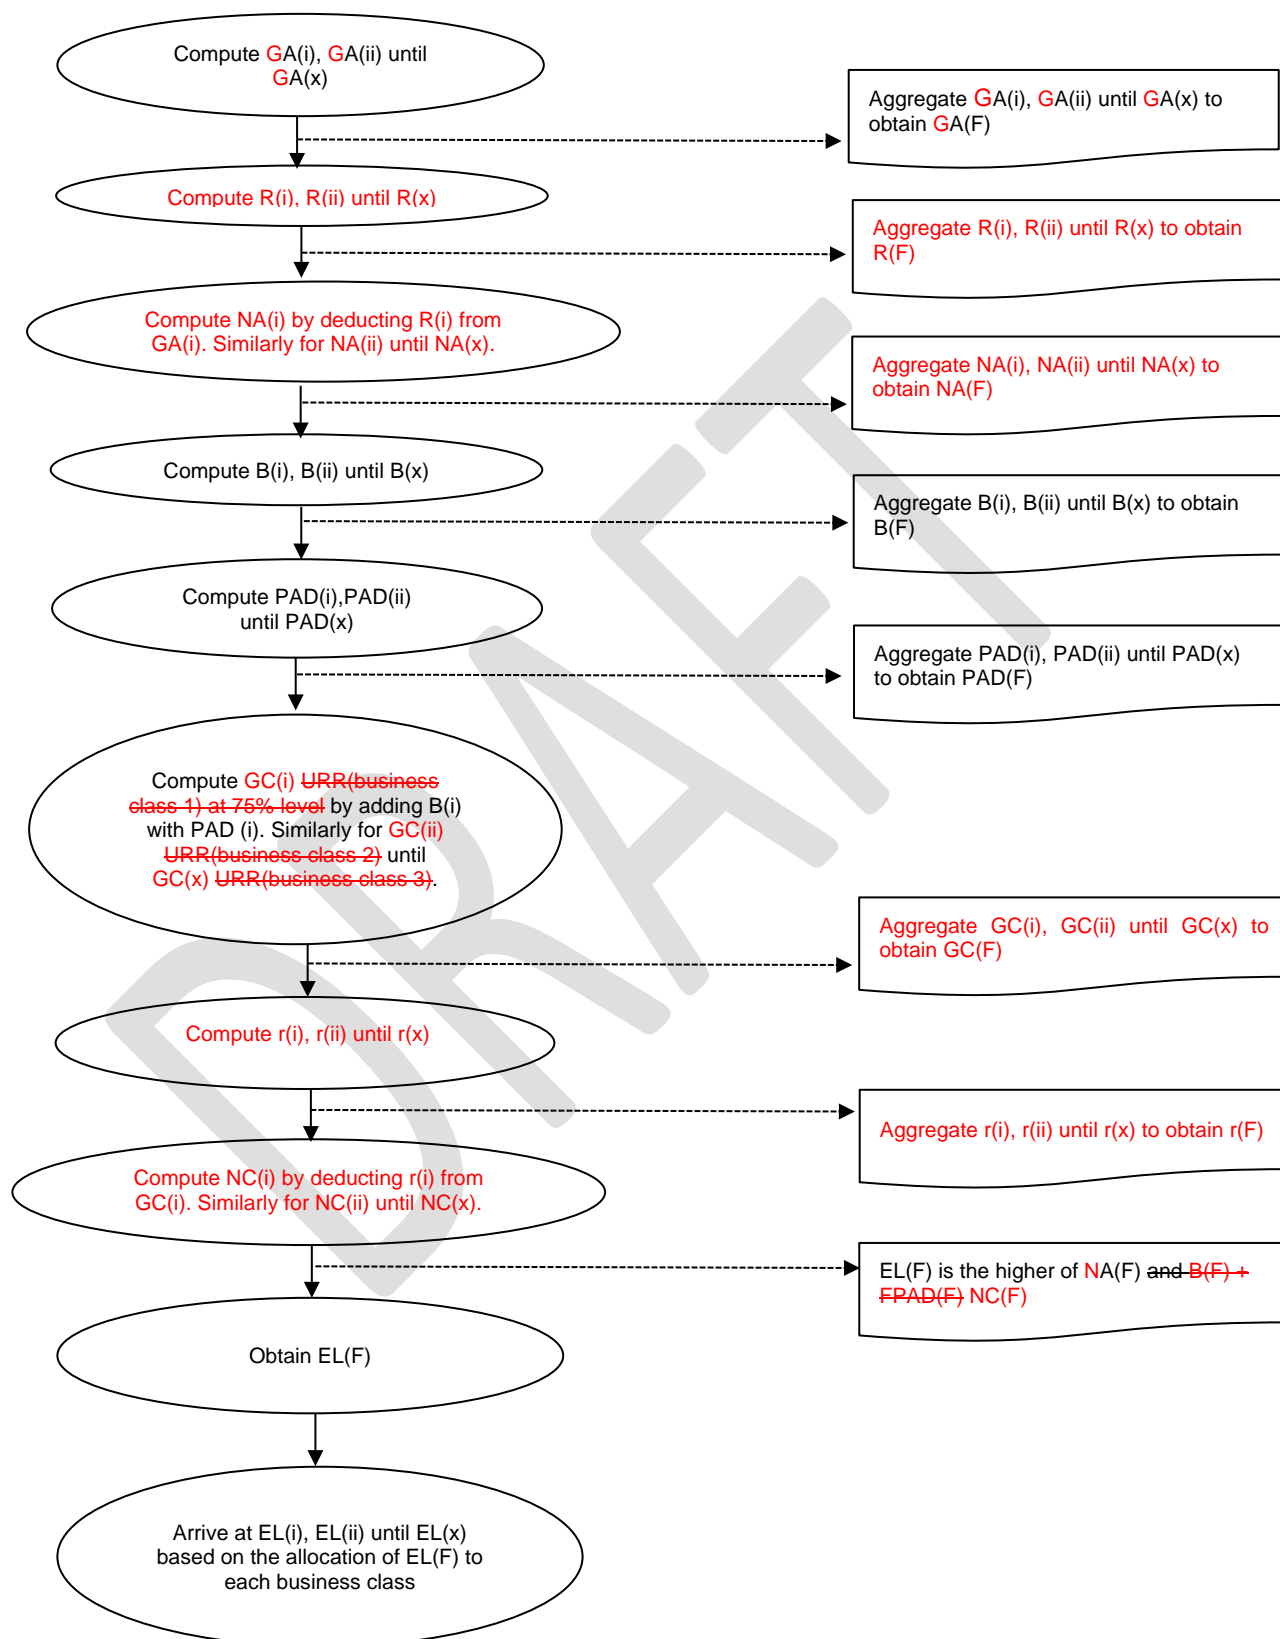 Compute GA(i), GA(ii) until
GA(x)
Aggregate GA(i), GA(ii) until GA(x) to
obtain GA(F)
Compute R(i), R(ii) until R(x)
Aggregate R(i), R(ii) until R(x) to obtain
R(F)
Compute NA(i) by deducting R(i) from
GA(i). Similarly for NA(ii) until NA(x).
Aggregate NA(i), NA(ii) until NA(x) to
obtain NA(F)
Compute B(i), B(ii) until B(x)
Aggregate B(i), B(ii) until B(x) to obtain
B(F)
Compute PAD(i),PAD(ii)
until PAD(x)
Aggregate PAD(i), PAD(ii) until PAD(x)
to obtain PAD(F)
Compute GC(i) URR(business
class 1) at 75% level by adding B(i)
with PAD (i). Similarly for GC(ii)
URR(business class 2) until
GC(x) URR(business class 3).
Aggregate GC(i), GC(ii) until GC(x) to
obtain GC(F)
Compute r(i), r(ii) until r(x)
Aggregate r(i), r(ii) until r(x) to obtain r(F)
Compute NC(i) by deducting r(i) from
GC(i). Similarly for NC(ii) until NC(x).
EL(F) is the higher of NA(F) and B(F) +
FPAD(F) NC(F)
Obtain EL(F)
Arrive at EL(i), EL(ii) until EL(x)
based on the allocation of EL(F) to
each business class
DRAFT